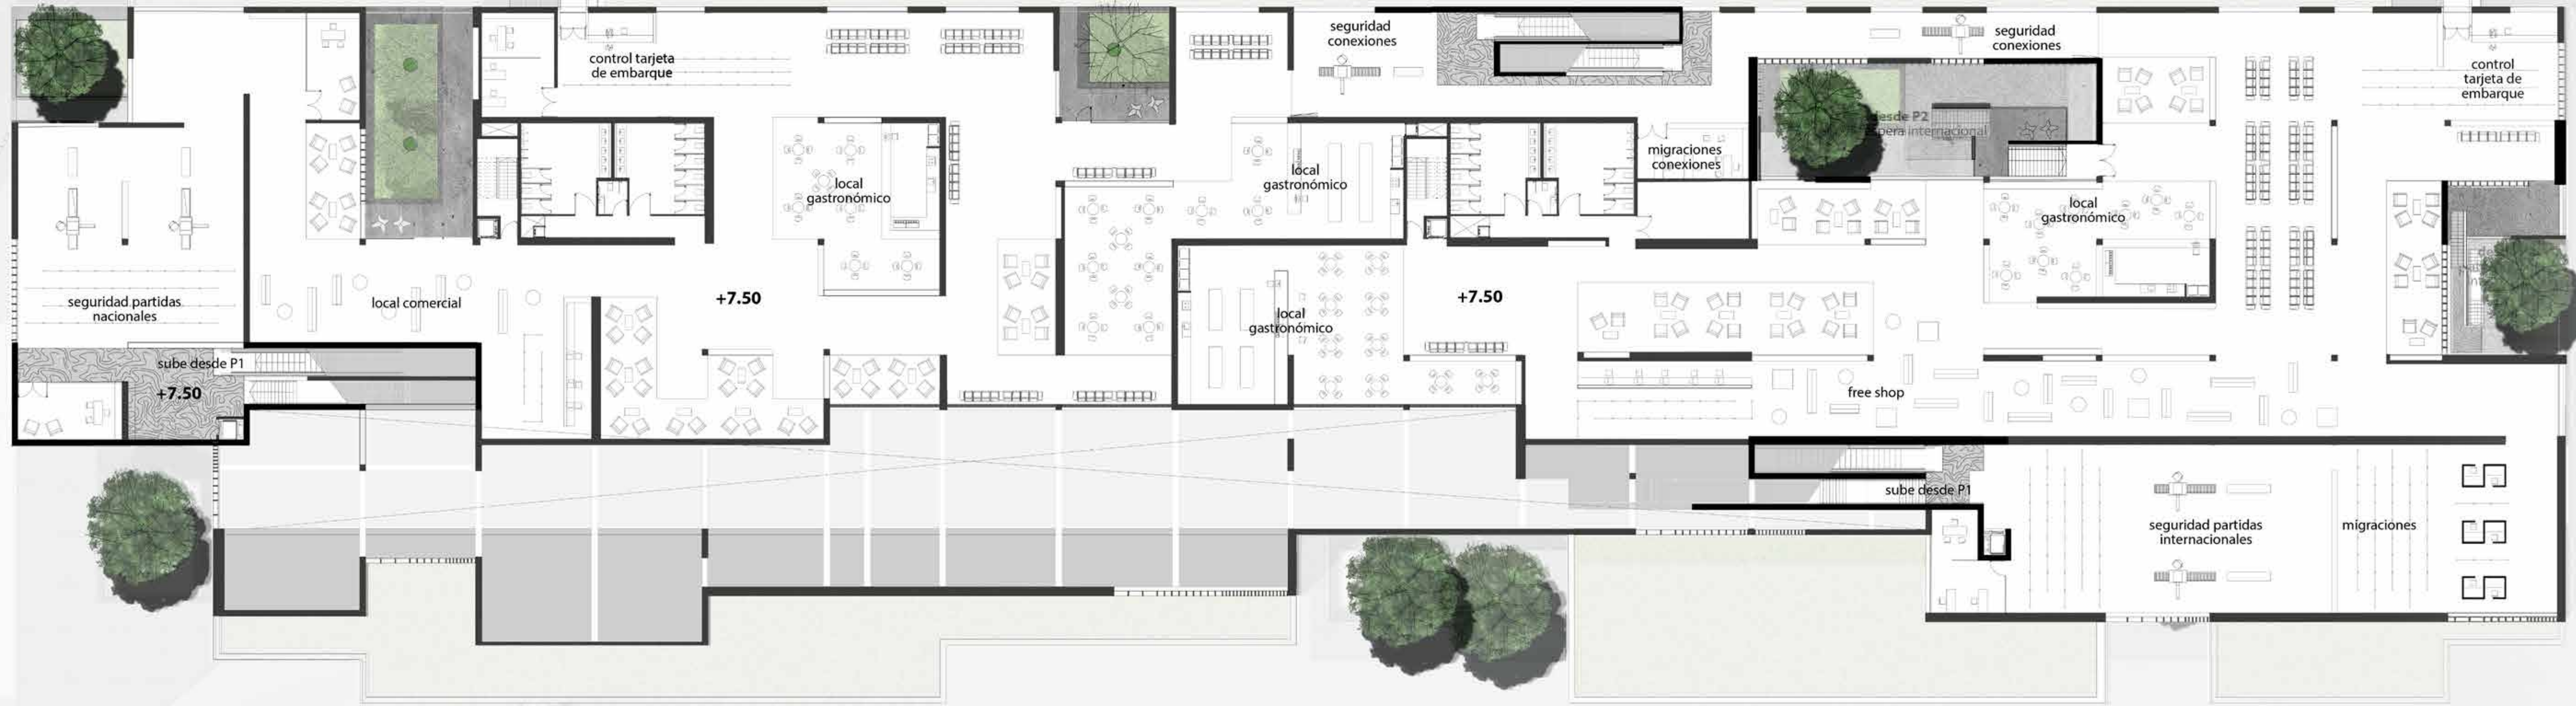 seguridad
conexiones
seguridad
conexiones
control tarjeta
de embarque
control
tarjeta de
embarque
desde P2
espera internacional
migraciones
conexiones
local
gastronómico
local
gastronómico
local
gastronómico
seguridad partidas
nacionales
local comercial
+7.50
+7.50
local
gastronómico
sube desde P1
+7.50
free shop
sube desde P1
seguridad partidas
internacionales
migraciones